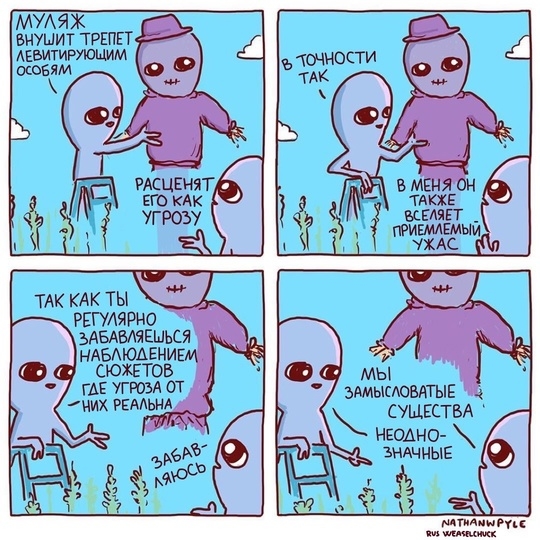 МУЛЯЖ
ВНУШИТ ТРЕПЕТ
ЛЕВИТИРУЮЩИМ
ОСОБЯМ
РАСЦЕНЯТ
ЕГО КАК
УГРОЗУ
В ТОЧНОСТИ
ТАК
В МЕНЯ ОН
ТАКЖЕ
ВСЕЛЯЕТ
ПРИЕМЛЕМЫЙ
УЖАС
ТАК КАК ТЫ
РЕГУЛЯРНО
ЗАБАВЛЯЕШЬСЯ
НАБЛЮДЕНИЕМ
СЮЖЕТОВ
ГДЕ УГРОЗА ОТ
НИХ РЕАЛЬНА
ЗАБАВ-
ЛЯЮСЬ
МЫ
ЗАМЫСЛОВАТЫЕ
СУЩЕСТВА
НЕОДНО-
ЗНАЧНЫЕ
NATHANWPYLE
RUS WEASELCHUCK